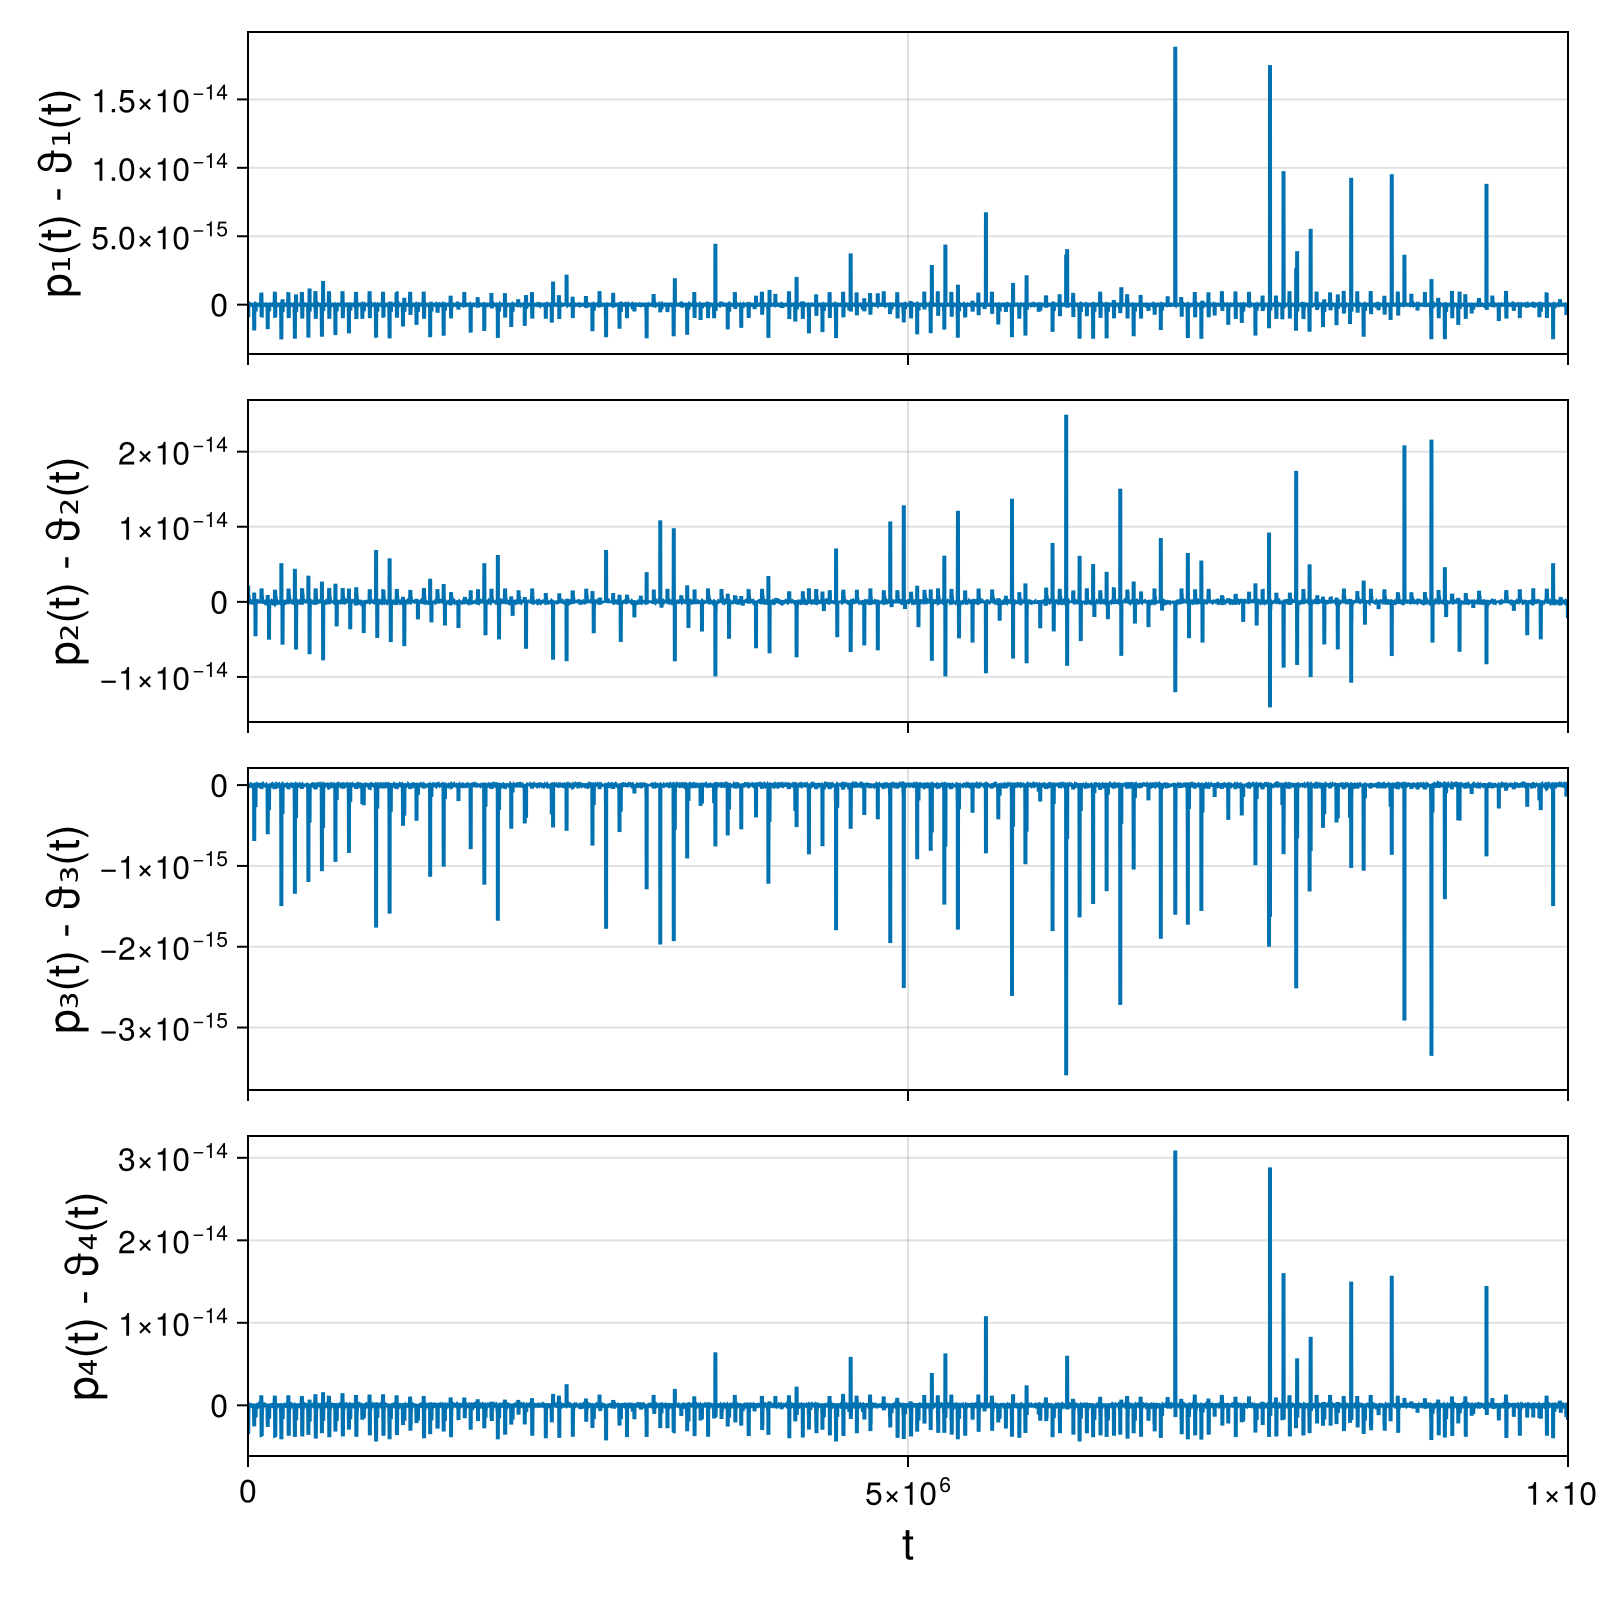 p₁(t) - ϑ₁(t)
1.5×10⁻¹⁴
1.0×10⁻¹⁴
5.0×10⁻¹⁵
0
p₂(t) - ϑ₂(t)
2×10⁻¹⁴
1×10⁻¹⁴
0
−1×10⁻¹⁴
p₃(t) - ϑ₃(t)
0
−1×10⁻¹⁵
−2×10⁻¹⁵
−3×10⁻¹⁵
p₄(t) - ϑ₄(t)
3×10⁻¹⁴
2×10⁻¹⁴
1×10⁻¹⁴
0
0 5×10⁶ 1×10
t